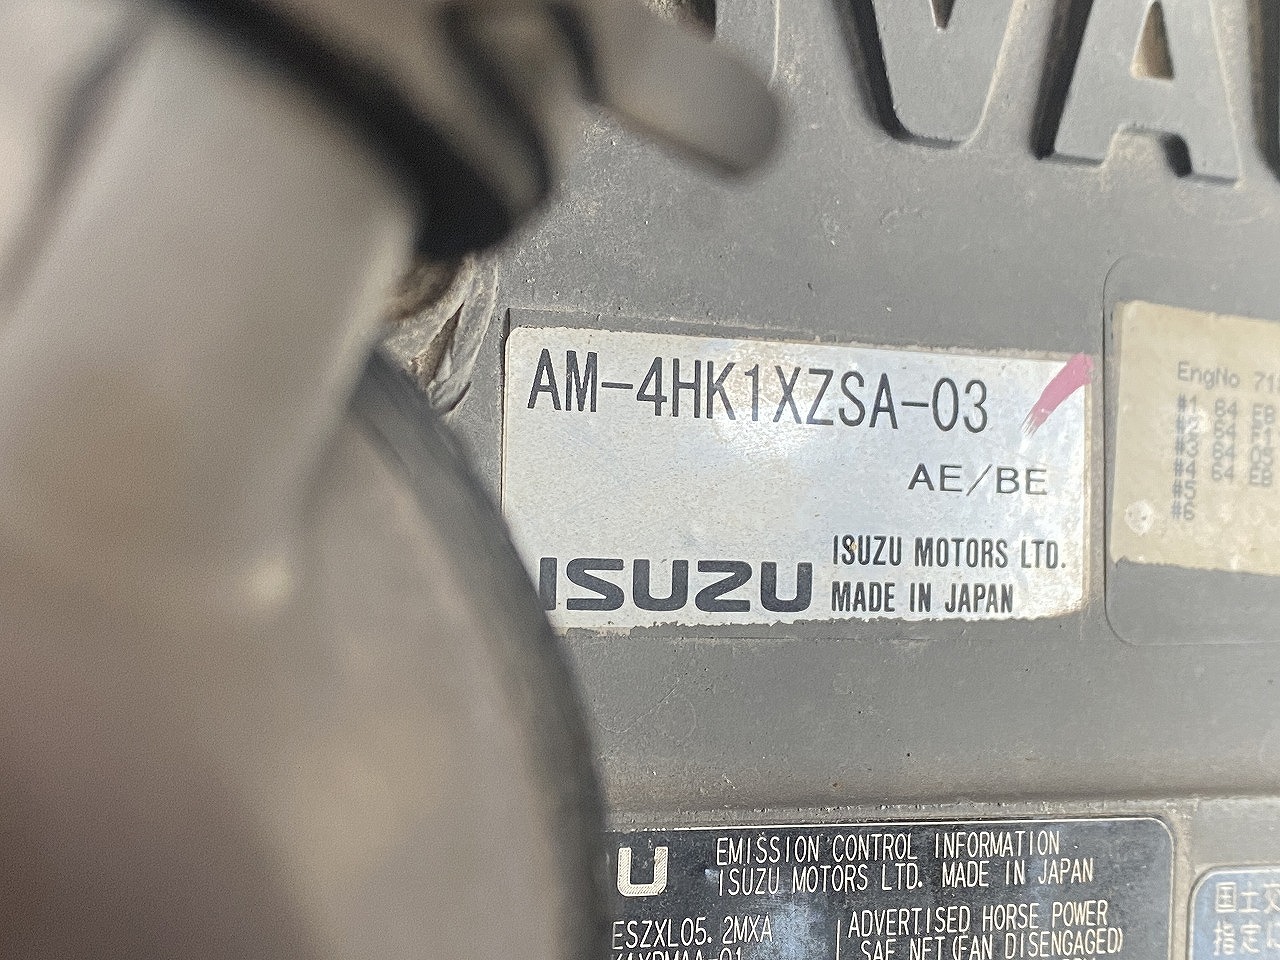 VA
AM-4HK1XZSA-03
AE/BE
ISUZU
ISUZU MOTORS LTD.
MADE IN JAPAN
EngNo
EMISSION CONTROL INFORMATION
ISUZU MOTORS LTD. MADE IN JAPAN
ESZXL05. 2MXA
ADVERTISED HORSE POWER
SAE NET (FAN DISENGAGED)